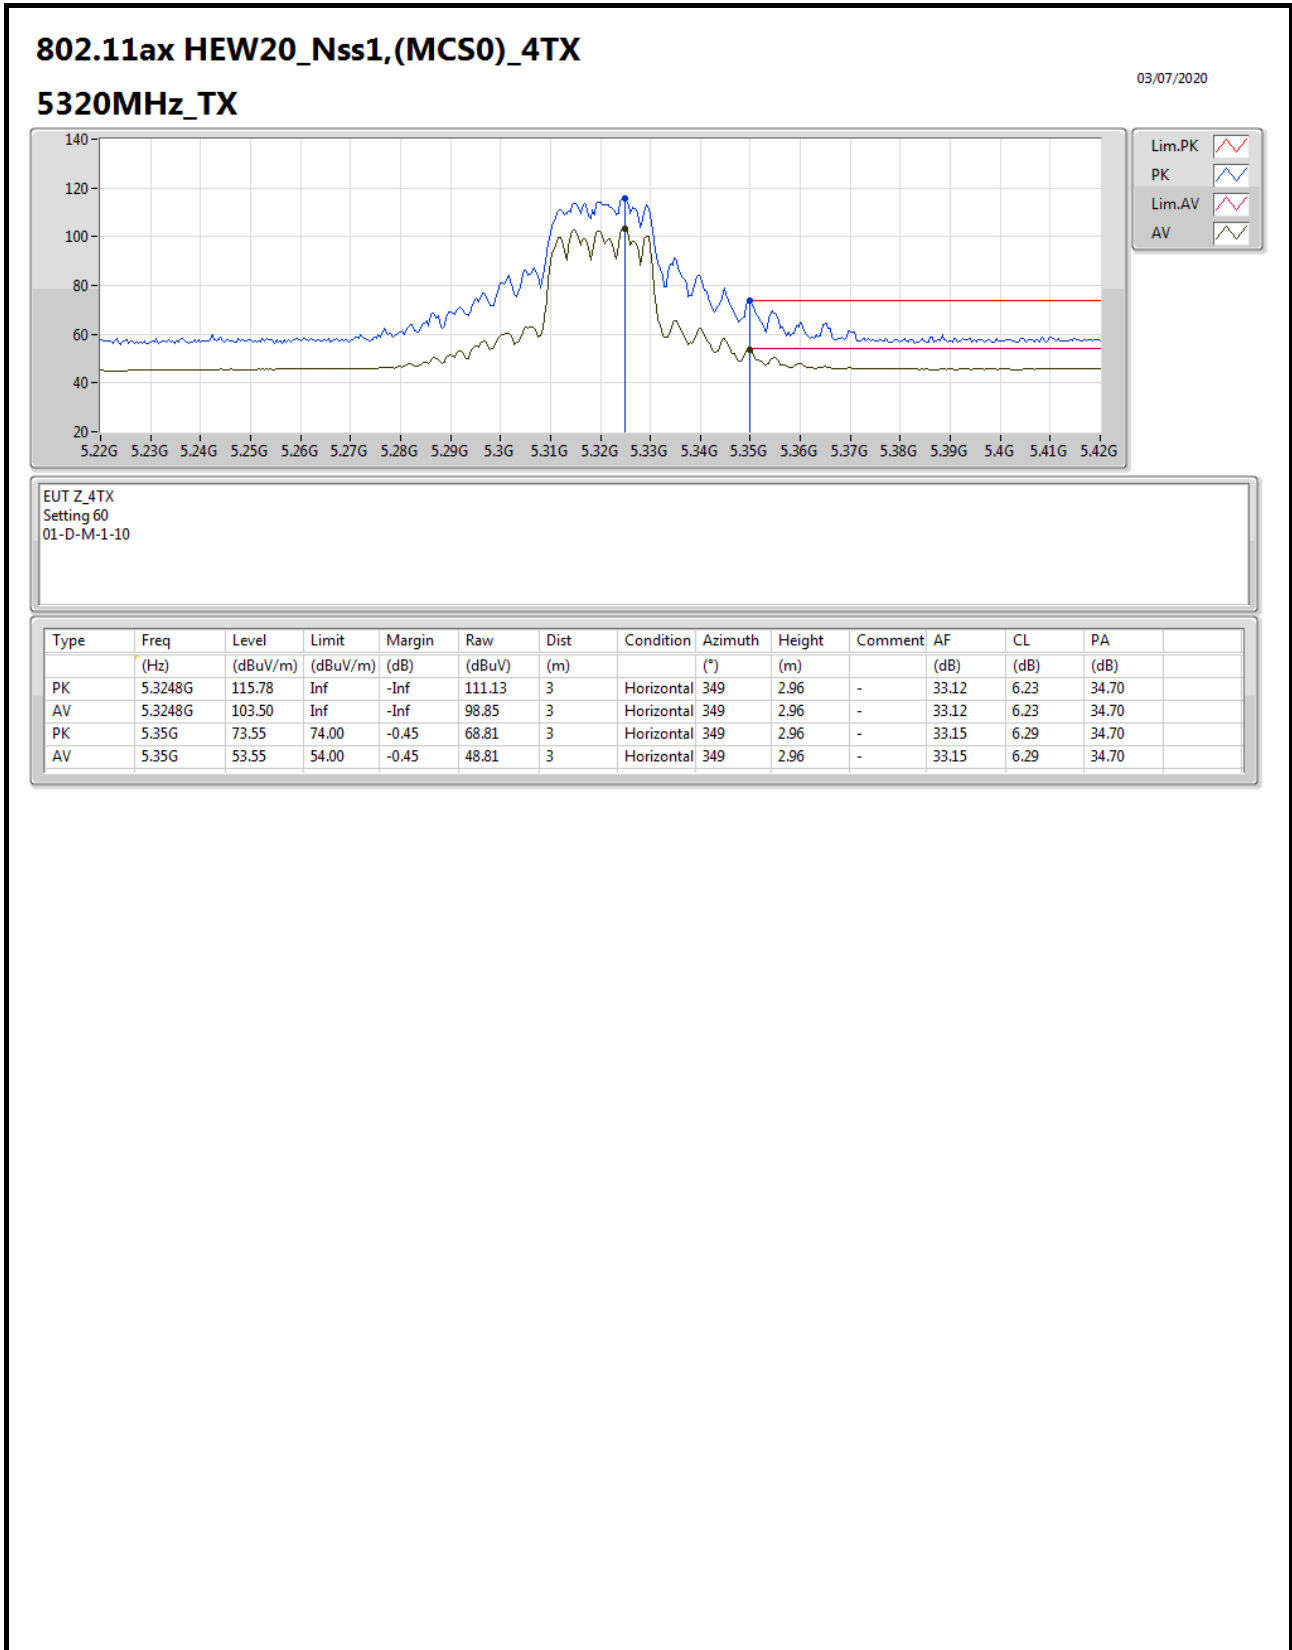 802.11ax HEW20_Nss1,(MCS0)_4TX
03/07/2020
5320MHz_TX
140
120
100
80
60
40
20
5.22G 5.23G 5.24G 5.25G 5.26G 5.27G 5.28G 5.29G 5.3G 5.31G 5.32G 5.33G 5.34G 5.35G 5.36G 5.37G 5.38G 5.39G 5.4G 5.41G 5.42G
Lim.PK
PK
Lim.AV
AV
EUT Z_4TX
Setting 60
01-D-M-1-10
Type Freq Level Limit Margin Raw Dist Condition Azimuth Height Comment AF CL PA
(Hz) (dBuV/m) (dBuV/m) (dB) (dBuV) (m) (°) (m) (dB) (dB) (dB)
PK 5.3248G 115.78 Inf -Inf 111.13 3 Horizontal 349 2.96 - 33.12 6.23 34.70
AV 5.3248G 103.50 Inf -Inf 98.85 3 Horizontal 349 2.96 - 33.12 6.23 34.70
PK 5.35G 73.55 74.00 -0.45 68.81 3 Horizontal 349 2.96 - 33.15 6.29 34.70
AV 5.35G 53.55 54.00 -0.45 48.81 3 Horizontal 349 2.96 - 33.15 6.29 34.70